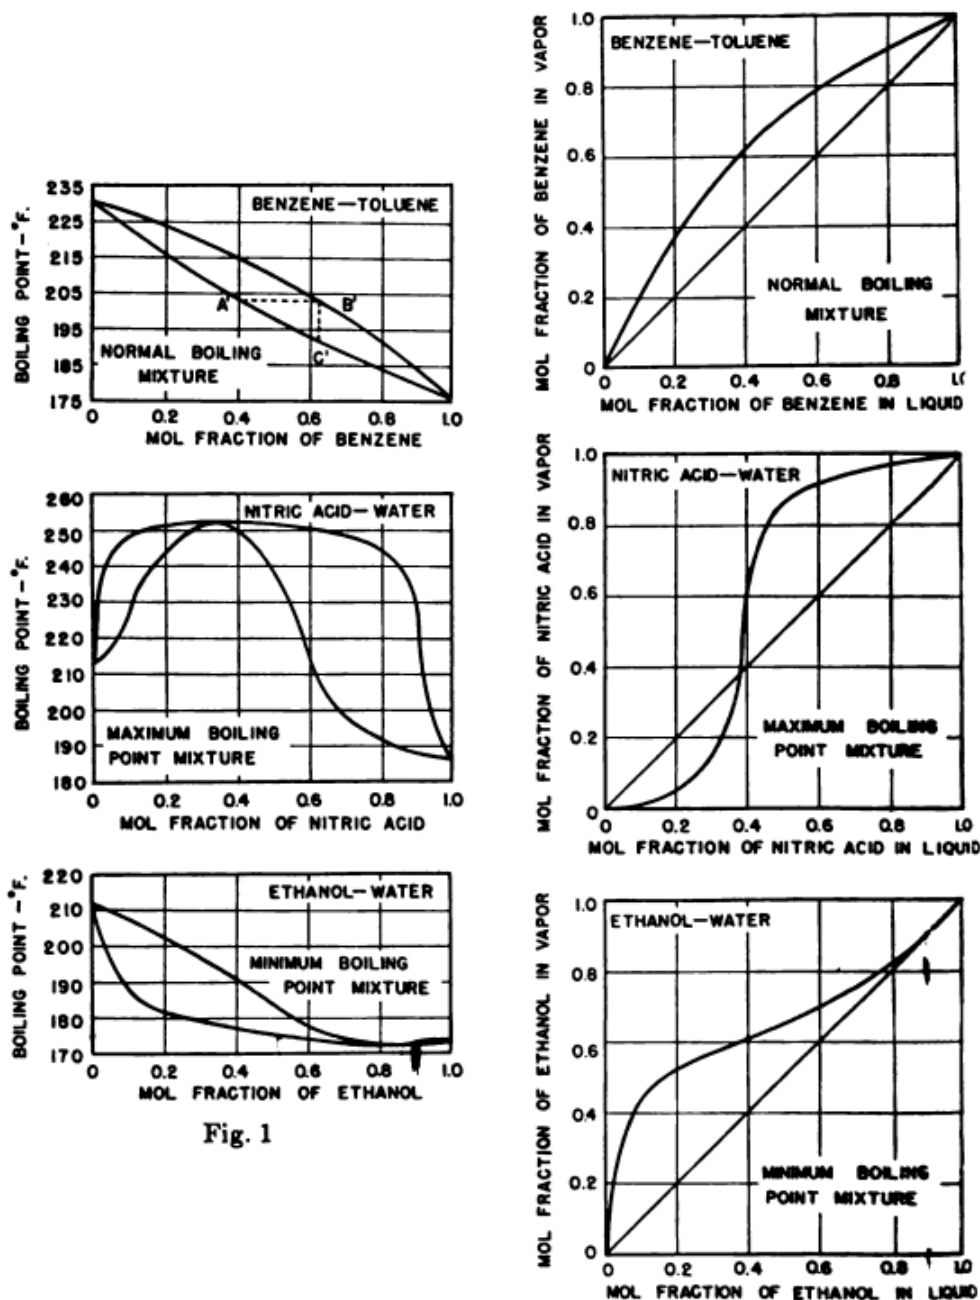 BENZENE—TOLUENE
NORMAL BOILING
MIXTURE
A'
B'
C'
BOILING POINT-°F.
235
225
215
205
195
185
175
0
0.2
0.4
0.6
0.8
1.0
MOL FRACTION OF BENZENE
NITRIC ACID—WATER
MAXIMUM BOILING
POINT MIXTURE
BOILING POINT-°F.
260
250
240
230
220
210
200
190
180
0
0.2
0.4
0.6
0.8
1.0
MOL FRACTION OF NITRIC ACID
ETHANOL—WATER
MINIMUM BOILING
POINT MIXTURE
BOILING POINT-°F.
220
210
200
190
180
170
0
0.2
0.4
0.6
0.8
1.0
MOL FRACTION OF ETHANOL
Fig. 1
BENZENE—TOLUENE
NORMAL BOILING
MIXTURE
MOL FRACTION OF BENZENE IN VAPOR
1.0
0.8
0.6
0.4
0.2
0
0
0.2
0.4
0.6
0.8
MOL FRACTION OF BENZENE IN LIQUID
NITRIC ACID—WATER
MAXIMUM BOILING
POINT MIXTURE
MOL FRACTION OF NITRIC ACID IN VAPOR
1.0
0.8
0.6
0.4
0.2
0
0
0.2
0.4
0.6
0.8
1.0
MOL FRACTION OF NITRIC ACID IN LIQUID
ETHANOL—WATER
MINIMUM BOILING
POINT MIXTURE
MOL FRACTION OF ETHANOL IN VAPOR
1.0
0.8
0.6
0.4
0.2
0
0
0.2
0.4
0.6
0.8
1.0
MOL FRACTION OF ETHANOL IN LIQUID